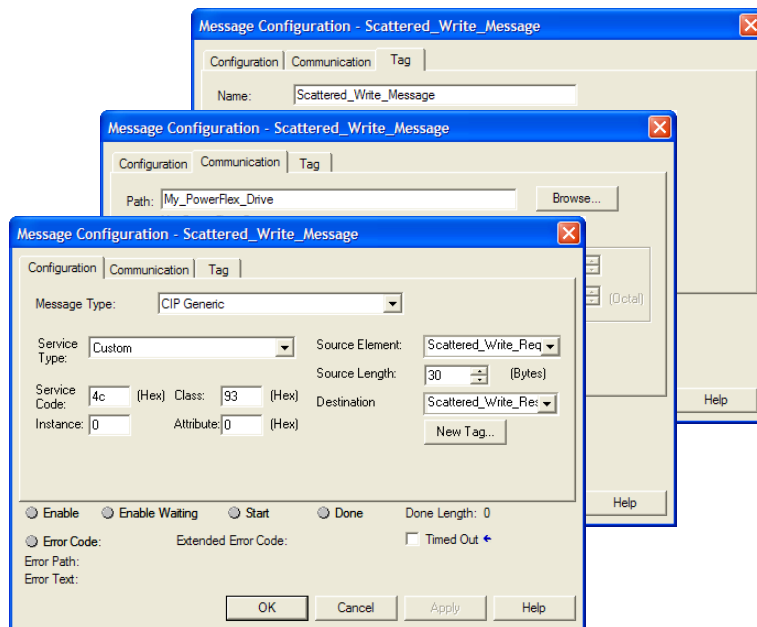 Message Configuration - Scattered_Write_Message
Configuration Communication Tag
Name: Scattered_Write_Message
Help
Message Configuration - Scattered_Write_Message
Configuration Communication Tag
Path: My_PowerFlex_Drive Browse...
(Octal)
Help
Message Configuration - Scattered_Write_Message
Configuration Communication Tag
Message Type: CIP Generic
Service Type: Custom Source Element: Scattered_Write_Req
Source Length: 30 (Bytes)
Service Code: 4c (Hex) Class: 93 (Hex) Destination Scattered_Write_Res
Instance: 0 Attribute: 0 (Hex) New Tag...
Enable Enable Waiting Start Done Done Length: 0
Error Code: Extended Error Code: Timed Out
Error Path:
Error Text:
OK Cancel Apply Help